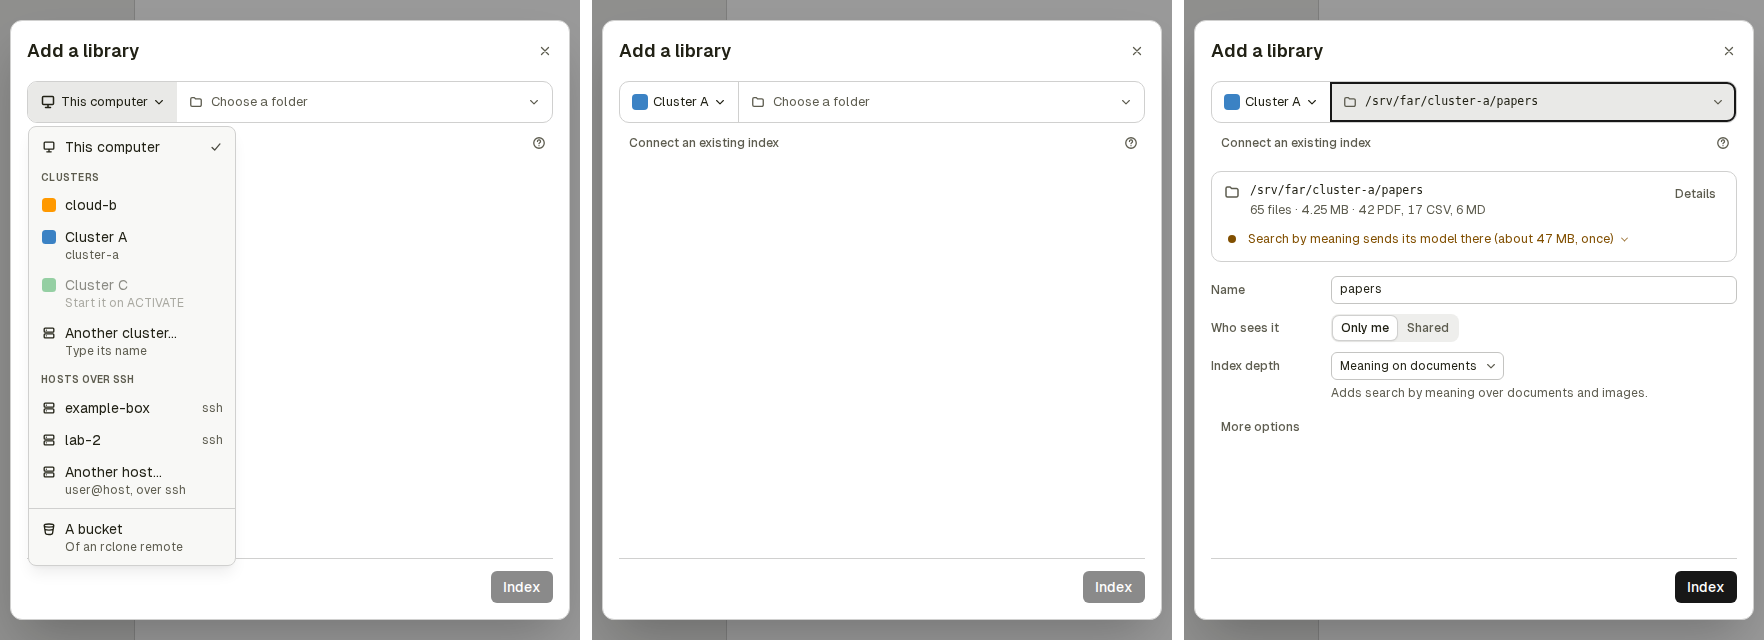 Add a library
This computer
Choose a folder
This computer
CLUSTERS
cloud-b
Cluster A
cluster-a
Cluster C
Start it on ACTIVATE
Another cluster...
Type its name
HOSTS OVER SSH
example-box ssh
lab-2 ssh
Another host...
user@host, over ssh
A bucket
Of an rclone remote
Index
Add a library
Cluster A
Choose a folder
Connect an existing index
Index
Add a library
Cluster A
/srv/far/cluster-a/papers
Connect an existing index
/srv/far/cluster-a/papers
Details
65 files · 4.25 MB · 42 PDF, 17 CSV, 6 MD
Search by meaning sends its model there (about 47 MB, once)
Name papers
Who sees it Only me Shared
Index depth Meaning on documents
Adds search by meaning over documents and images.
More options
Index